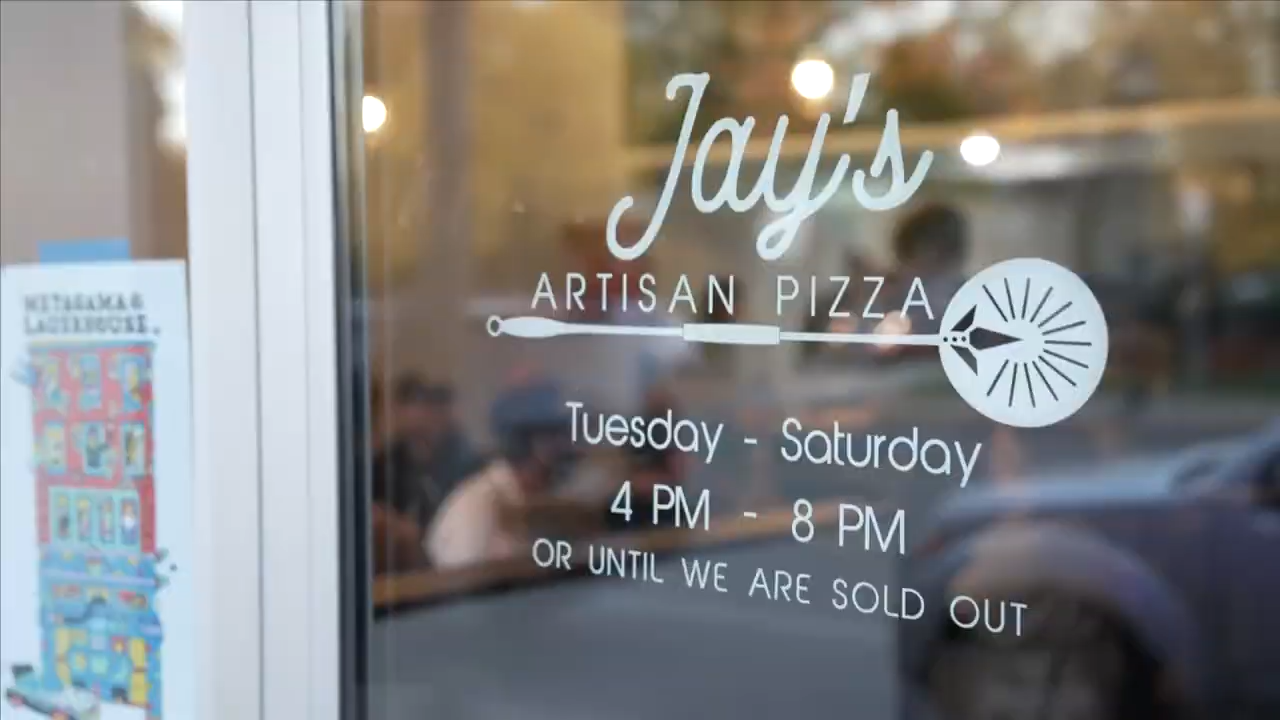 Jay's
ARTISAN PIZZA
Tuesday - Saturday
4 PM - 8 PM
OR UNTIL WE ARE SOLD OUT